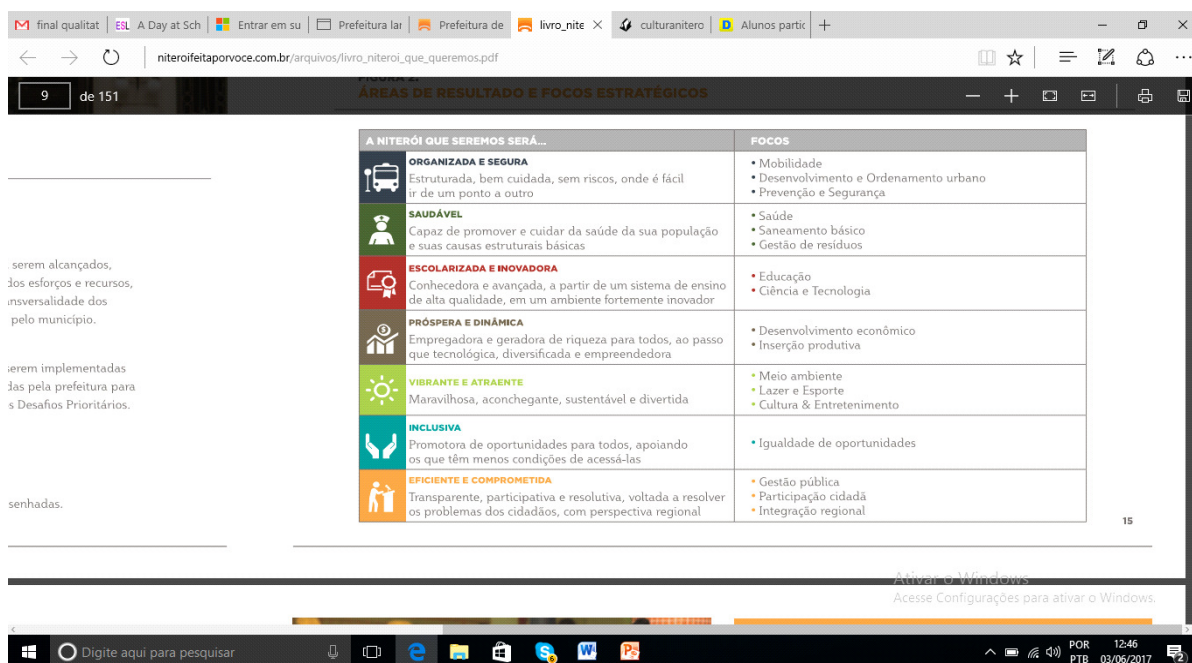 final qualitat
ESL A Day at Sch
Entrar em su
Prefeitura lar
Prefeitura de
livro_nite
culturanitero
D Alunos partic
niteroifeitaporvoce.com.br/arquivos/livro_niteroi_que_queremos.pdf
9 de 151
FIGURA 2.
ÁREAS DE RESULTADO E FOCOS ESTRATÉGICOS
serem alcançados,
dos esforços e recursos,
ansversalidade dos
pelo município.
serem implementadas
das pela prefeitura para
s Desafios Prioritários.
senhadas.
A NITERÓI QUE SEREMOS SERÁ... FOCOS
ORGANIZADA E SEGURA
Estruturada, bem cuidada, sem riscos, onde é fácil
ir de um ponto a outro
• Mobilidade
• Desenvolvimento e Ordenamento urbano
• Prevenção e Segurança
SAUDÁVEL
Capaz de promover e cuidar da saúde da sua população
e suas causas estruturais básicas
• Saúde
• Saneamento básico
• Gestão de resíduos
ESCOLARIZADA E INOVADORA
Conhecedora e avançada, a partir de um sistema de ensino
de alta qualidade, em um ambiente fortemente inovador
• Educação
• Ciência e Tecnologia
PRÓSPERA E DINÂMICA
Empregadora e geradora de riqueza para todos, ao passo
que tecnológica, diversificada e empreendedora
• Desenvolvimento econômico
• Inserção produtiva
VIBRANTE E ATRAENTE
Maravilhosa, aconchegante, sustentável e divertida
• Meio ambiente
• Lazer e Esporte
• Cultura & Entretenimento
INCLUSIVA
Promotora de oportunidades para todos, apoiando
os que têm menos condições de acessá-las
• Igualdade de oportunidades
EFICIENTE E COMPROMETIDA
Transparente, participativa e resolutiva, voltada a resolver
os problemas dos cidadãos, com perspectiva regional
• Gestão pública
• Participação cidadã
• Integração regional
15
Ativar o Windows
Acesse Configurações para ativar o Windows.
Digite aqui para pesquisar
POR
PTB
12:46
03/06/2017